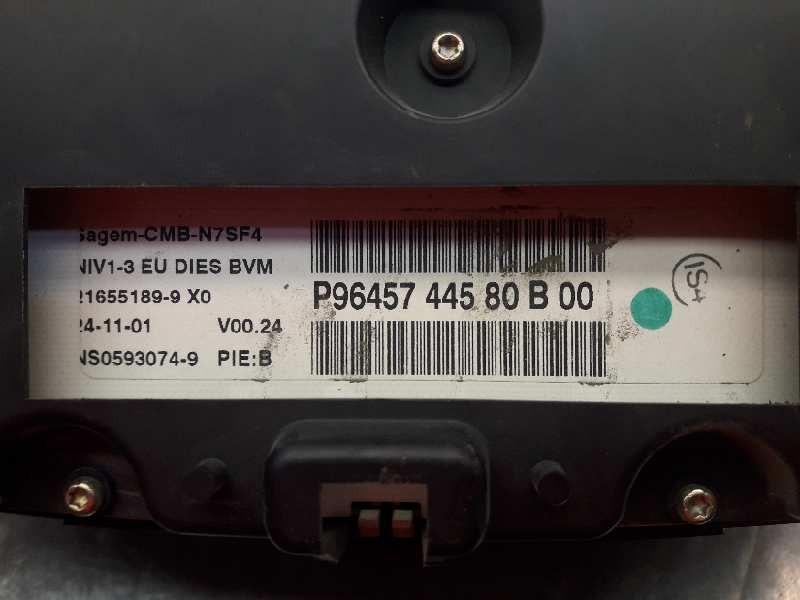 Sagem-CMB-N7SF4
NIV1-3 EU DIES BVM
21655189-9 X0
24-11-01 V00.24
NS0593074-9 PIE:B
P96457 445 80 B 00